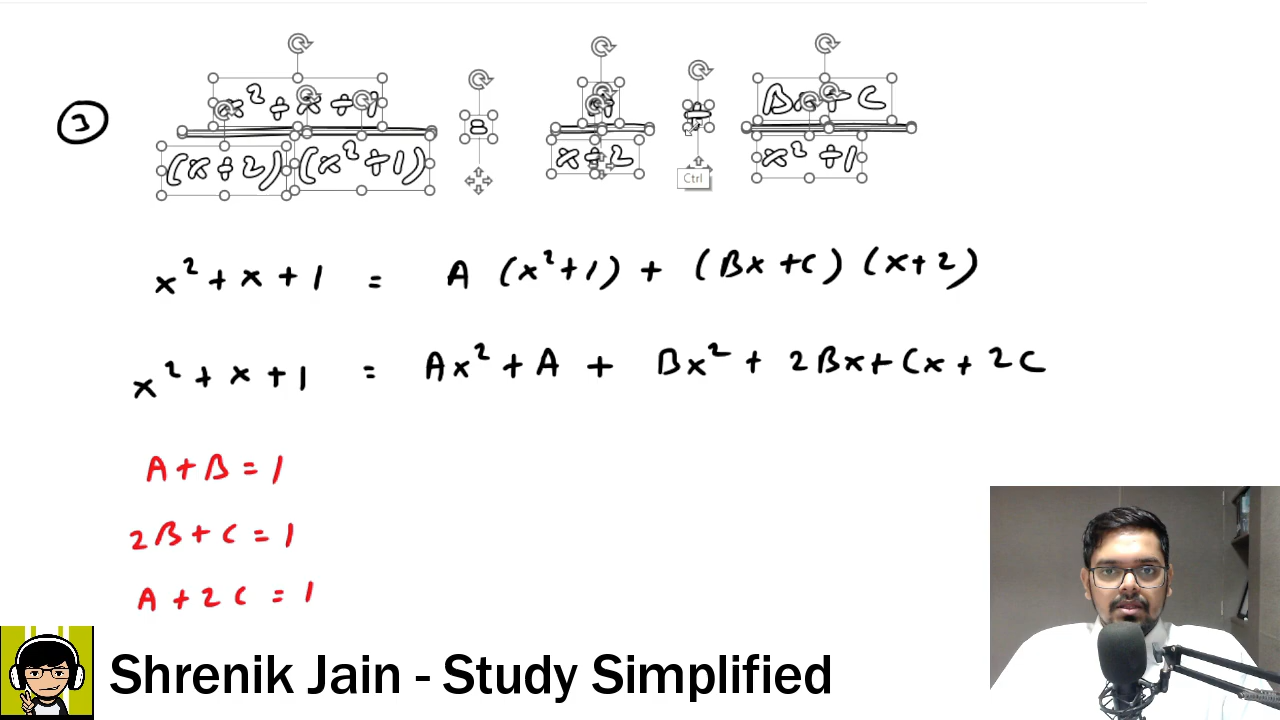 3
x² + x + 1 = A + Bx + C
(x + 2) (x² + 1) x + 2 x² + 1
Ctrl
x² + x + 1 = A (x² + 1) + (Bx + C) (x + 2)
x² + x + 1 = Ax² + A + Bx² + 2Bx + Cx + 2C
A + B = 1
2B + C = 1
A + 2C = 1
Shrenik Jain - Study Simplified